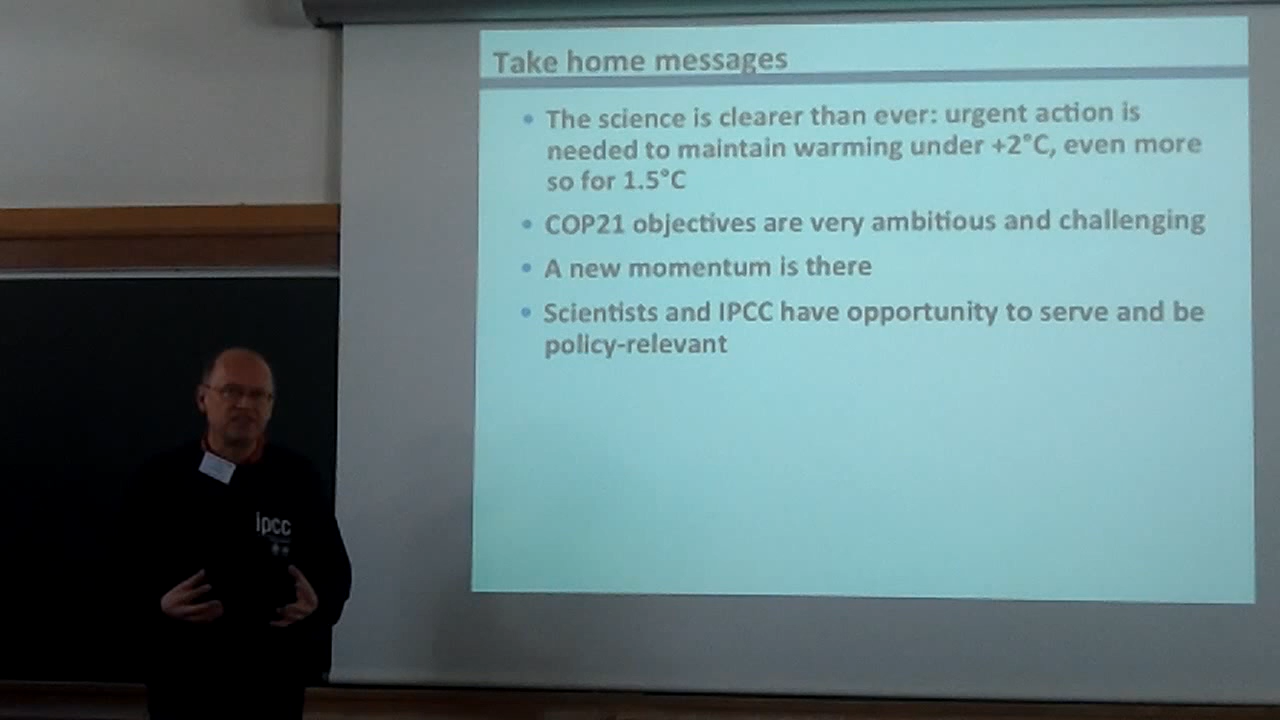 Take home messages
• The science is clearer than ever: urgent action is
needed to maintain warming under +2°C, even more
so for 1.5°C
• COP21 objectives are very ambitious and challenging
• A new momentum is there
• Scientists and IPCC have opportunity to serve and be
policy-relevant
ipcc